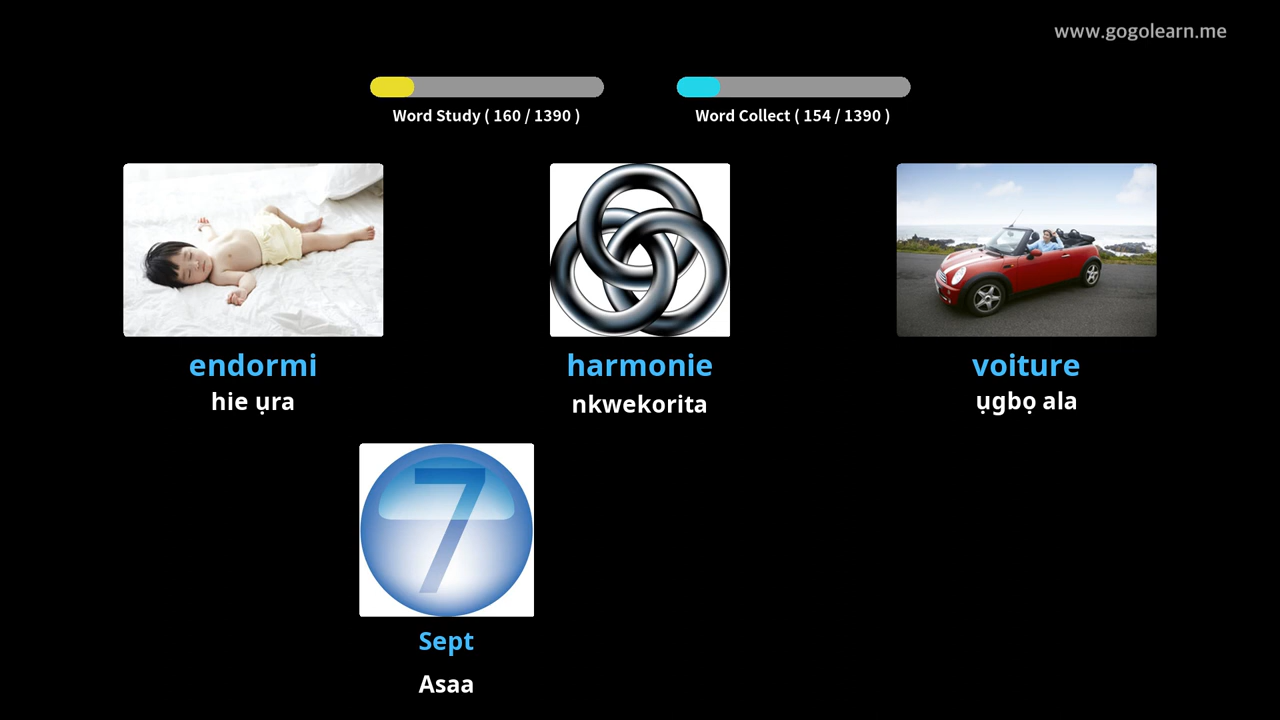 www.gogolearn.me
Word Study ( 160 / 1390 )
Word Collect ( 154 / 1390 )
endormi
hie ụra
harmonie
nkwekorita
voiture
ụgbọ ala
7
Sept
Asaa